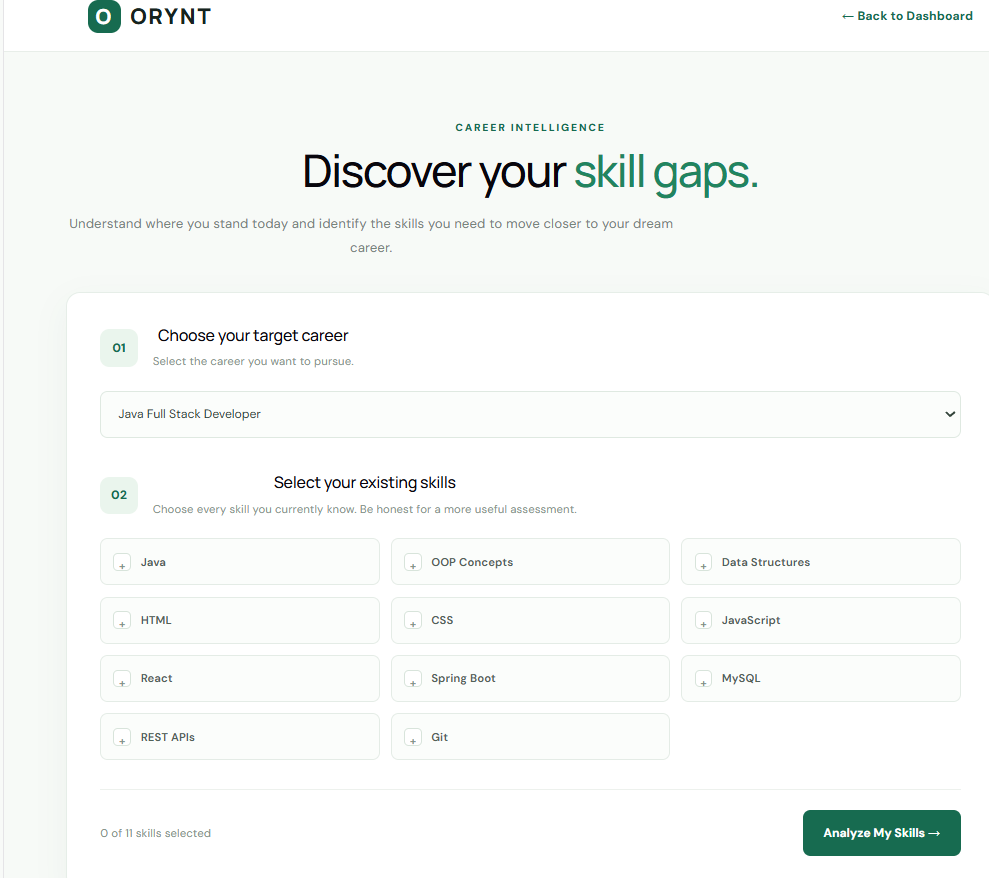 O ORYNT
← Back to Dashboard
CAREER INTELLIGENCE
Discover your skill gaps.
Understand where you stand today and identify the skills you need to move closer to your dream
career.
01
Choose your target career
Select the career you want to pursue.
Java Full Stack Developer
02
Select your existing skills
Choose every skill you currently know. Be honest for a more useful assessment.
+ Java
+ OOP Concepts
+ Data Structures
+ HTML
+ CSS
+ JavaScript
+ React
+ Spring Boot
+ MySQL
+ REST APIs
+ Git
0 of 11 skills selected
Analyze My Skills →